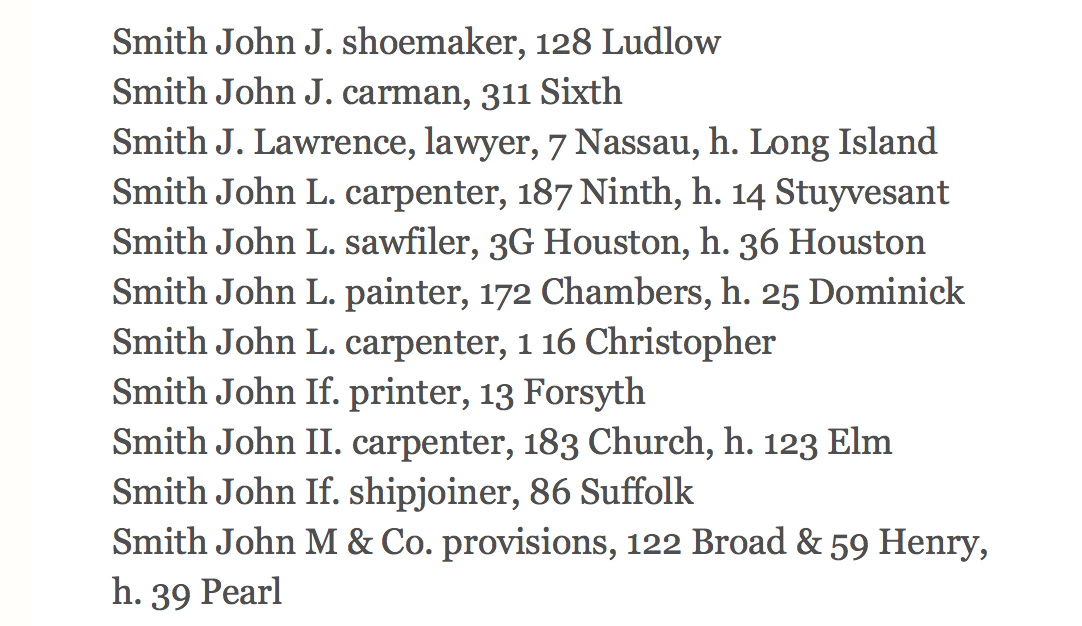 Smith John J. shoemaker, 128 Ludlow
Smith John J. carman, 311 Sixth
Smith J. Lawrence, lawyer, 7 Nassau, h. Long Island
Smith John L. carpenter, 187 Ninth, h. 14 Stuyvesant
Smith John L. sawfiler, 3G Houston, h. 36 Houston
Smith John L. painter, 172 Chambers, h. 25 Dominick
Smith John L. carpenter, 1 16 Christopher
Smith John If. printer, 13 Forsyth
Smith John II. carpenter, 183 Church, h. 123 Elm
Smith John If. shipjoiner, 86 Suffolk
Smith John M & Co. provisions, 122 Broad & 59 Henry,
h. 39 Pearl